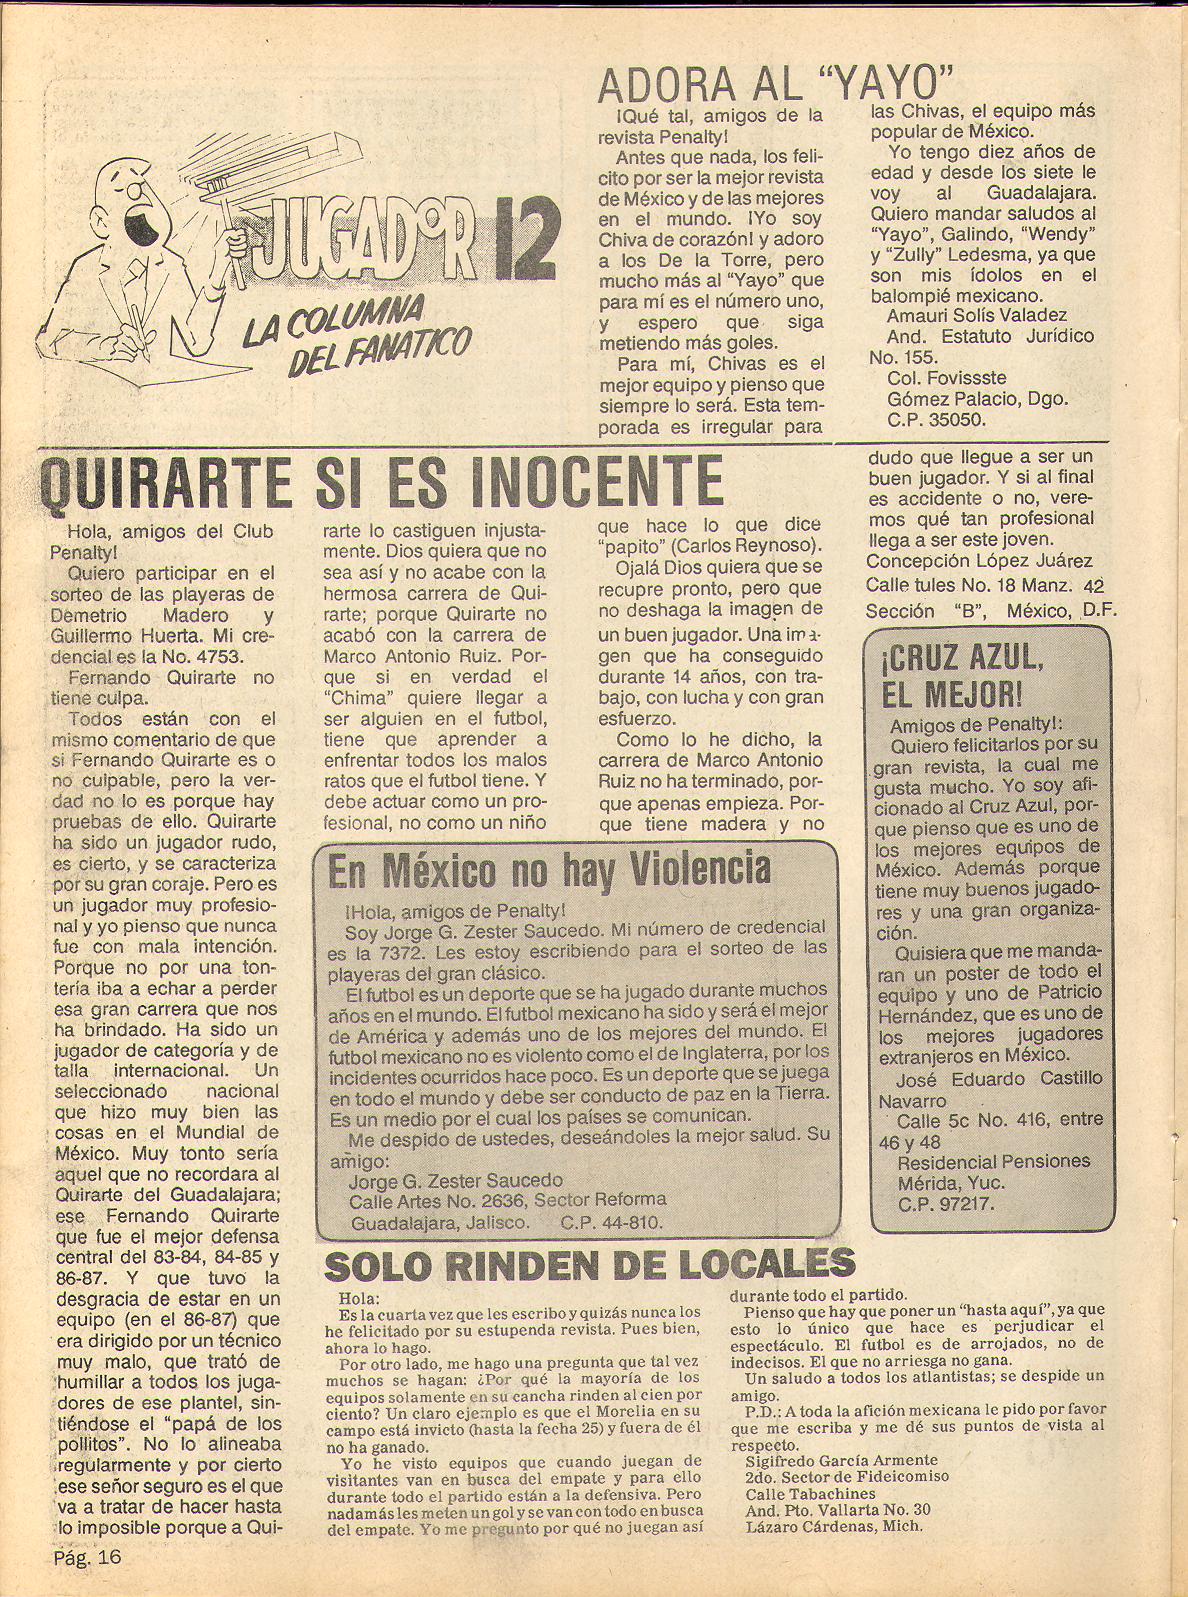 JUGADOR 12
LA COLUMNA
DEL FANATICO
ADORA AL “YAYO”
¡Qué tal, amigos de la
revista Penalty!
Antes que nada, los feli-
cito por ser la mejor revista
de México y de las mejores
en el mundo. ¡Yo soy
Chiva de corazón! y adoro
a los De la Torre, pero
mucho más al “Yayo” que
para mí es el número uno,
y espero que siga
metiendo más goles.
Para mí, Chivas es el
mejor equipo y pienso que
siempre lo será. Esta tem-
porada es irregular para
las Chivas, el equipo más
popular de México.
Yo tengo diez años de
edad y desde los siete le
voy al Guadalajara.
Quiero mandar saludos al
“Yayo”, Galindo, “Wendy”
y “Zully” Ledesma, ya que
son mis ídolos en el
balompié mexicano.
Amauri Solís Valadez
And. Estatuto Jurídico
No. 155.
Col. Fovissste
Gómez Palacio, Dgo.
C.P. 35050.
QUIRARTE SI ES INOCENTE
Hola, amigos del Club
Penalty!
Quiero participar en el
sorteo de las playeras de
Demetrio Madero y
Guillermo Huerta. Mi cre-
dencial es la No. 4753.
Fernando Quirarte no
tiene culpa.
Todos están con el
mismo comentario de que
si Fernando Quirarte es o
no culpable, pero la ver-
dad no lo es porque hay
pruebas de ello. Quirarte
ha sido un jugador rudo,
es cierto, y se caracteriza
por su gran coraje. Pero es
un jugador muy profesio-
nal y yo pienso que nunca
fue con mala intención.
Porque no por una ton-
tería iba a echar a perder
esa gran carrera que nos
ha brindado. Ha sido un
jugador de categoría y de
talla internacional. Un
seleccionado nacional
que hizo muy bien las
cosas en el Mundial de
México. Muy tonto sería
aquel que no recordara al
Quirarte del Guadalajara;
ese Fernando Quirarte
que fue el mejor defensa
central del 83-84, 84-85 y
86-87. Y que tuvo la
desgracia de estar en un
equipo (en el 86-87) que
era dirigido por un técnico
muy malo, que trató de
humillar a todos los juga-
dores de ese plantel, sin-
tiéndose el “papá de los
pollitos”. No lo alineaba
regularmente y por cierto
ese señor seguro es el que
va a tratar de hacer hasta
lo imposible porque a Qui-
rarte lo castiguen injusta-
mente. Dios quiera que no
sea así y no acabe con la
hermosa carrera de Qui-
rarte; porque Quirarte no
acabó con la carrera de
Marco Antonio Ruiz. Por-
que si en verdad el
“Chima” quiere llegar a
ser alguien en el futbol,
tiene que aprender a
enfrentar todos los malos
ratos que el futbol tiene. Y
debe actuar como un pro-
fesional, no como un niño
que hace lo que dice
“papito” (Carlos Reynoso).
Ojalá Dios quiera que se
recupre pronto, pero que
no deshaga la imagen de
un buen jugador. Una ima-
gen que ha conseguido
durante 14 años, con tra-
bajo, con lucha y con gran
esfuerzo.
Como lo he dicho, la
carrera de Marco Antonio
Ruiz no ha terminado, por-
que apenas empieza. Por-
que tiene madera y no
dudo que llegue a ser un
buen jugador. Y si al final
es accidente o no, vere-
mos qué tan profesional
llega a ser este joven.
Concepción López Juárez
Calle tules No. 18 Manz. 42
Sección “B”, México, D.F.
En México no hay Violencia
¡Hola, amigos de Penalty!
Soy Jorge G. Zester Saucedo. Mi número de credencial
es la 7372. Les estoy escribiendo para el sorteo de las
playeras del gran clásico.
El futbol es un deporte que se ha jugado durante muchos
años en el mundo. El futbol mexicano ha sido y será el mejor
de América y además uno de los mejores del mundo. El
futbol mexicano no es violento como el de Inglaterra, por los
incidentes ocurridos hace poco. Es un deporte que se juega
en todo el mundo y debe ser conducto de paz en la Tierra.
Es un medio por el cual los países se comunican.
Me despido de ustedes, deseándoles la mejor salud. Su
amigo:
Jorge G. Zester Saucedo
Calle Artes No. 2636, Sector Reforma
Guadalajara, Jalisco. C.P. 44-810.
¡CRUZ AZUL,
EL MEJOR!
Amigos de Penalty!:
Quiero felicitarlos por su
gran revista, la cual me
gusta mucho. Yo soy afi-
cionado al Cruz Azul, por-
que pienso que es uno de
los mejores equipos de
México. Además porque
tiene muy buenos jugado-
res y una gran organiza-
ción.
Quisiera que me manda-
ran un poster de todo el
equipo y uno de Patricio
Hernández, que es uno de
los mejores jugadores
extranjeros en México.
José Eduardo Castillo
Navarro
Calle 5c No. 416, entre
46 y 48
Residencial Pensiones
Mérida, Yuc.
C.P. 97217.
SOLO RINDEN DE LOCALES
Hola:
Es la cuarta vez que les escribo y quizás nunca los
he felicitado por su estupenda revista. Pues bien,
ahora lo hago.
Por otro lado, me hago una pregunta que tal vez
muchos se hagan: ¿Por qué la mayoría de los
equipos solamente en su cancha rinden al cien por
ciento? Un claro ejemplo es que el Morelia en su
campo está invicto (hasta la fecha 25) y fuera de él
no ha ganado.
Yo he visto equipos que cuando juegan de
visitantes van en busca del empate y para ello
durante todo el partido están a la defensiva. Pero
nadamás les meten un gol y se van con todo en busca
del empate. Yo me pregunto por qué no juegan así
durante todo el partido.
Pienso que hay que poner un “hasta aquí”, ya que
esto lo único que hace es perjudicar el
espectáculo. El futbol es de arrojados, no de
indecisos. El que no arriesga no gana.
Un saludo a todos los atlantistas; se despide un
amigo.
P.D.: A toda la afición mexicana le pido por favor
que me escriba y me dé sus puntos de vista al
respecto.
Sigifredo García Armente
2do. Sector de Fideicomiso
Calle Tabachines
And. Pto. Vallarta No. 30
Lázaro Cárdenas, Mich.
Pág. 16